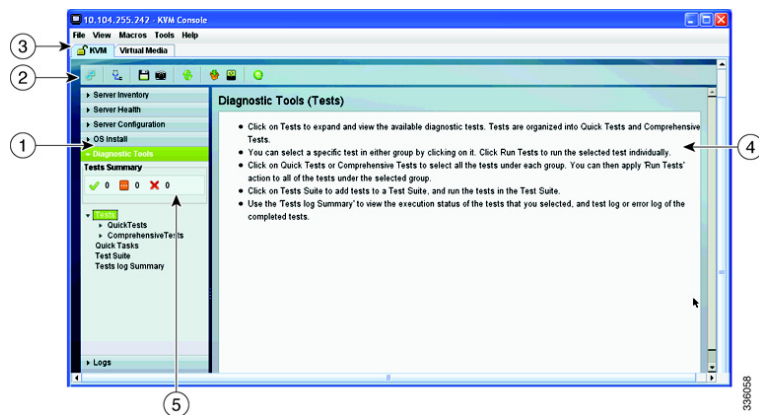 10.104.255.242 - KVM Console
File View Macros Tools Help
3
KVM Virtual Media
2
Server Inventory
Server Health
Server Configuration
OS Install
1
Diagnostic Tools
Tests Summary
0 0 0
Tests
QuickTests
ComprehensiveTests
Quick Tasks
Test Suite
Tests log Summary
Logs
Diagnostic Tools (Tests)
Click on Tests to expand and view the available diagnostic tests. Tests are organized into Quick Tests and Comprehensive
Tests.
You can select a specific test in either group by clicking on it. Click Run Tests to run the selected test individually.
Click on Quick Tests or Comprehensive Tests to select all the tests under each group. You can then apply 'Run Tests'
action to all of the tests under the selected group.
Click on Tests Suite to add tests to a Test Suite, and run the tests in the Test Suite.
Use the 'Tests log Summary' to view the execution status of the tests that you selected, and test log or error log of the
completed tests.
4
5
336058